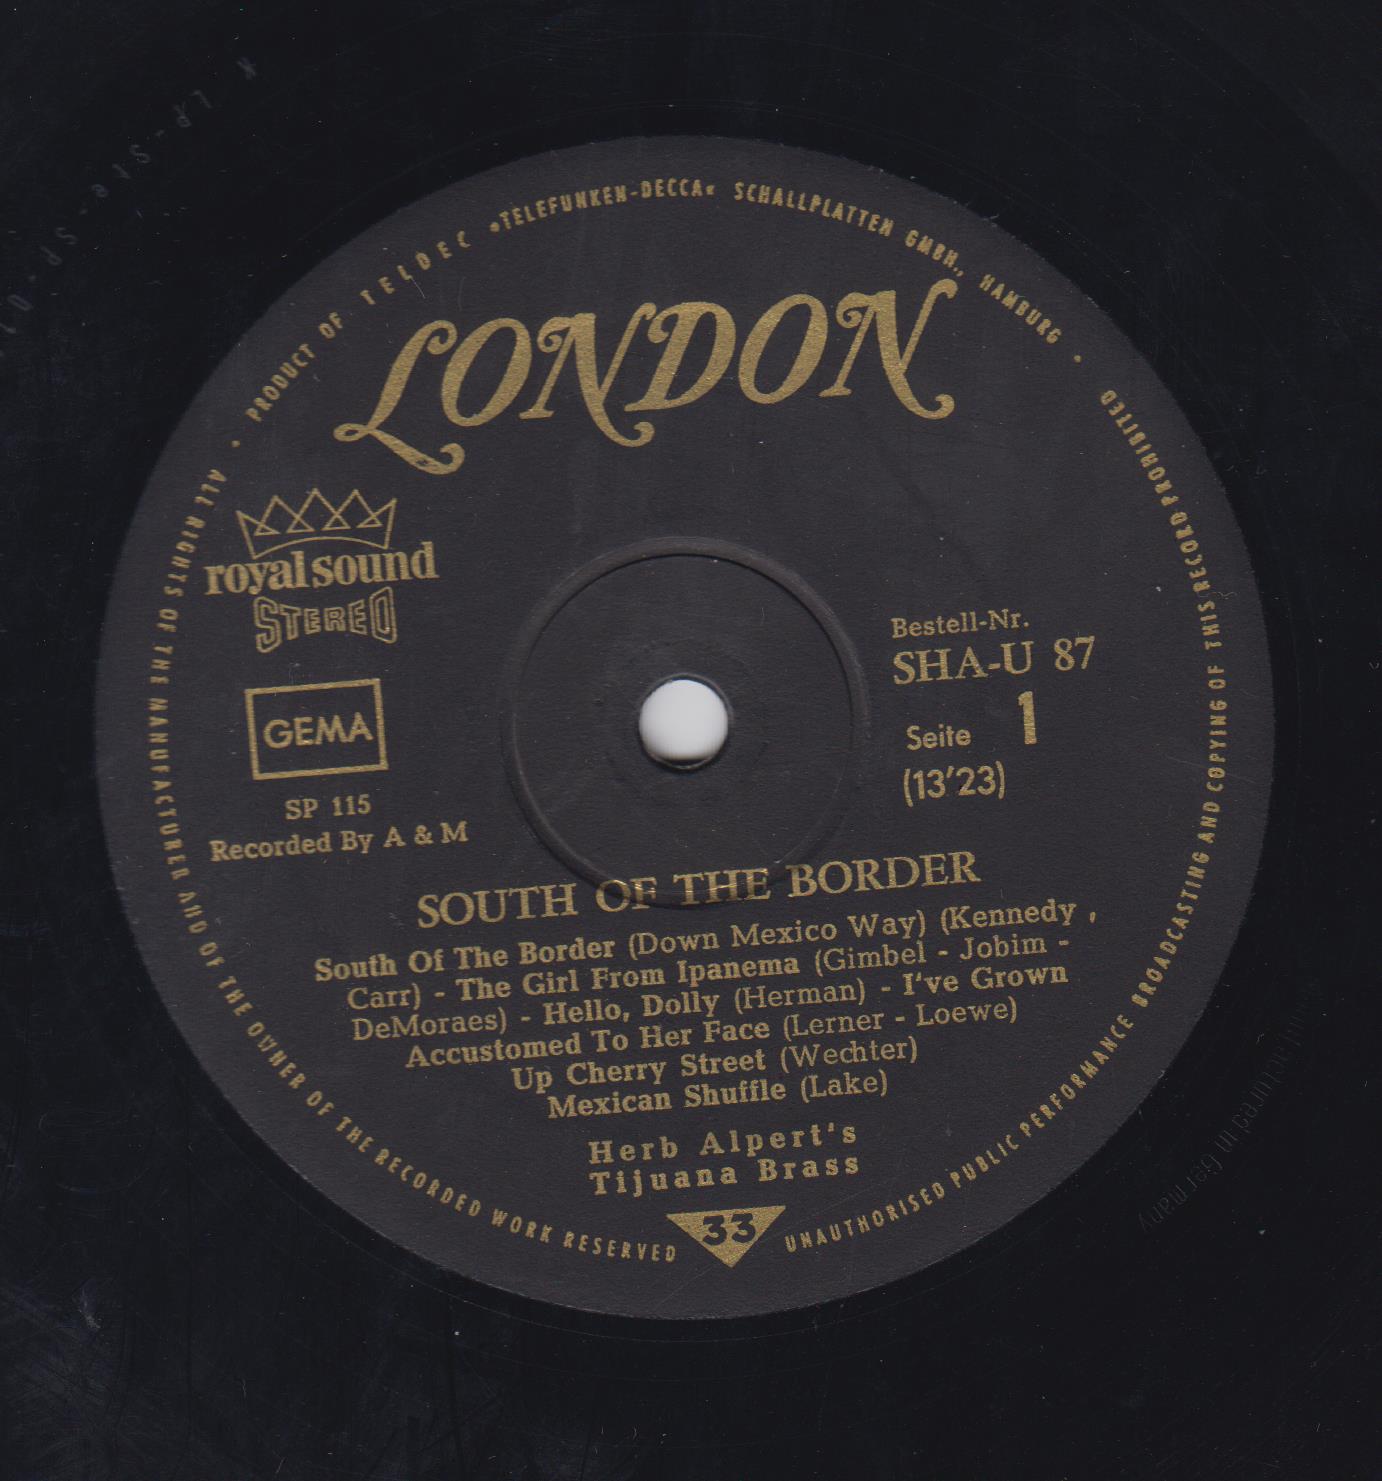 PRODUCT OF TELDEC »TELEFUNKEN-DECCA« SCHALLPLATTEN GMBH., HAMBURG •
LONDON
royal sound
STEREO
GEMA
SP 115
Recorded By A & M
Bestell-Nr.
SHA-U 87
Seite 1
(13'23)
SOUTH OF THE BORDER
South Of The Border (Down Mexico Way) (Kennedy ,
Carr) - The Girl From Ipanema (Gimbel - Jobim -
DeMoraes) - Hello, Dolly (Herman) - I've Grown
Accustomed To Her Face (Lerner - Loewe)
Up Cherry Street (Wechter)
Mexican Shuffle (Lake)
Herb Alpert's
Tijuana Brass
33
• ALL RIGHTS OF THE MANUFACTURER AND OF THE OWNER OF THE RECORDED WORK RESERVED
UNAUTHORISED PUBLIC PERFORMANCE BROADCASTING AND COPYING OF THIS RECORD PROHIBITED
in Germany